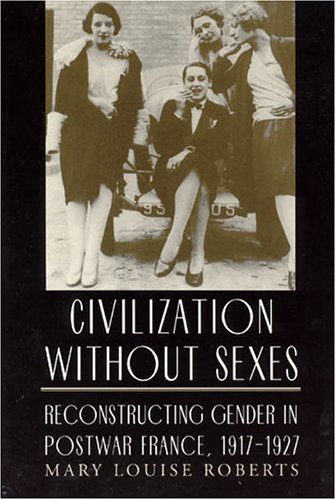 CIVILIZATION
WITHOUT SEXES
RECONSTRUCTING GENDER IN
POSTWAR FRANCE, 1917–1927
MARY LOUISE ROBERTS